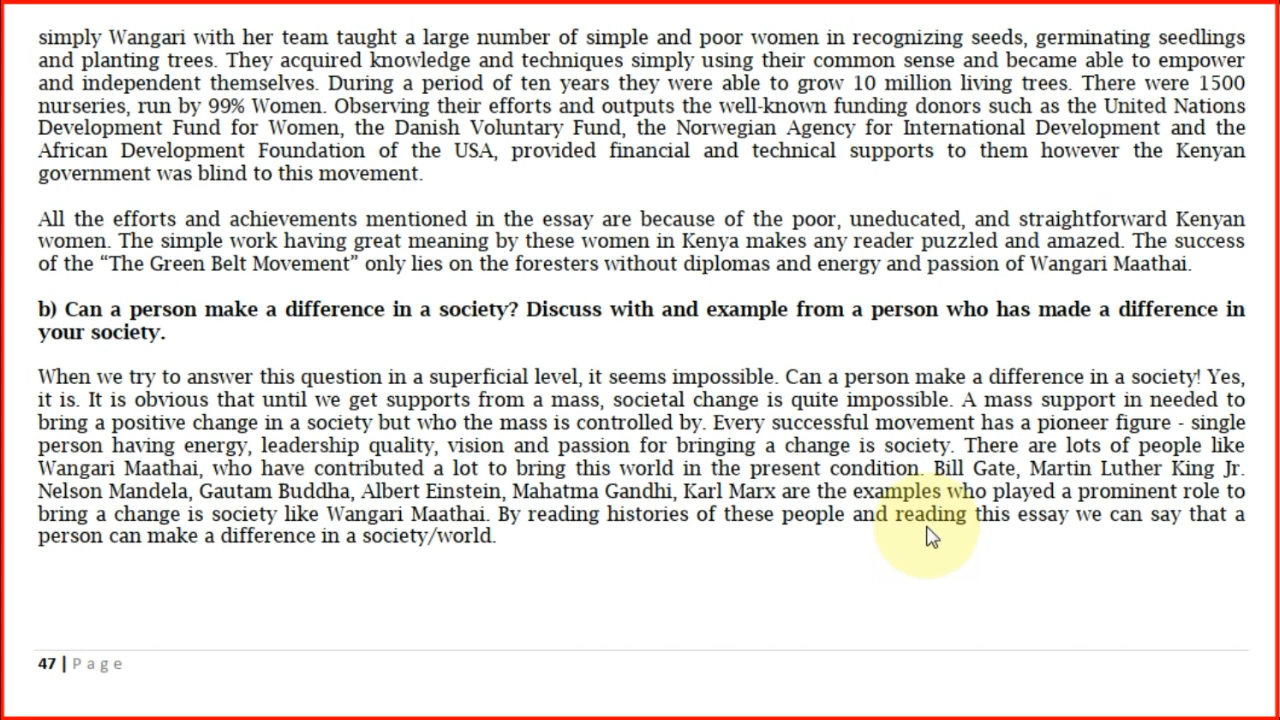 simply Wangari with her team taught a large number of simple and poor women in recognizing seeds, germinating seedlings
and planting trees. They acquired knowledge and techniques simply using their common sense and became able to empower
and independent themselves. During a period of ten years they were able to grow 10 million living trees. There were 1500
nurseries, run by 99% Women. Observing their efforts and outputs the well-known funding donors such as the United Nations
Development Fund for Women, the Danish Voluntary Fund, the Norwegian Agency for International Development and the
African Development Foundation of the USA, provided financial and technical supports to them however the Kenyan
government was blind to this movement.
All the efforts and achievements mentioned in the essay are because of the poor, uneducated, and straightforward Kenyan
women. The simple work having great meaning by these women in Kenya makes any reader puzzled and amazed. The success
of the “The Green Belt Movement” only lies on the foresters without diplomas and energy and passion of Wangari Maathai.
b) Can a person make a difference in a society? Discuss with and example from a person who has made a difference in
your society.
When we try to answer this question in a superficial level, it seems impossible. Can a person make a difference in a society! Yes,
it is. It is obvious that until we get supports from a mass, societal change is quite impossible. A mass support in needed to
bring a positive change in a society but who the mass is controlled by. Every successful movement has a pioneer figure - single
person having energy, leadership quality, vision and passion for bringing a change is society. There are lots of people like
Wangari Maathai, who have contributed a lot to bring this world in the present condition. Bill Gate, Martin Luther King Jr.
Nelson Mandela, Gautam Buddha, Albert Einstein, Mahatma Gandhi, Karl Marx are the examples who played a prominent role to
bring a change is society like Wangari Maathai. By reading histories of these people and reading this essay we can say that a
person can make a difference in a society/world.
47 | Page